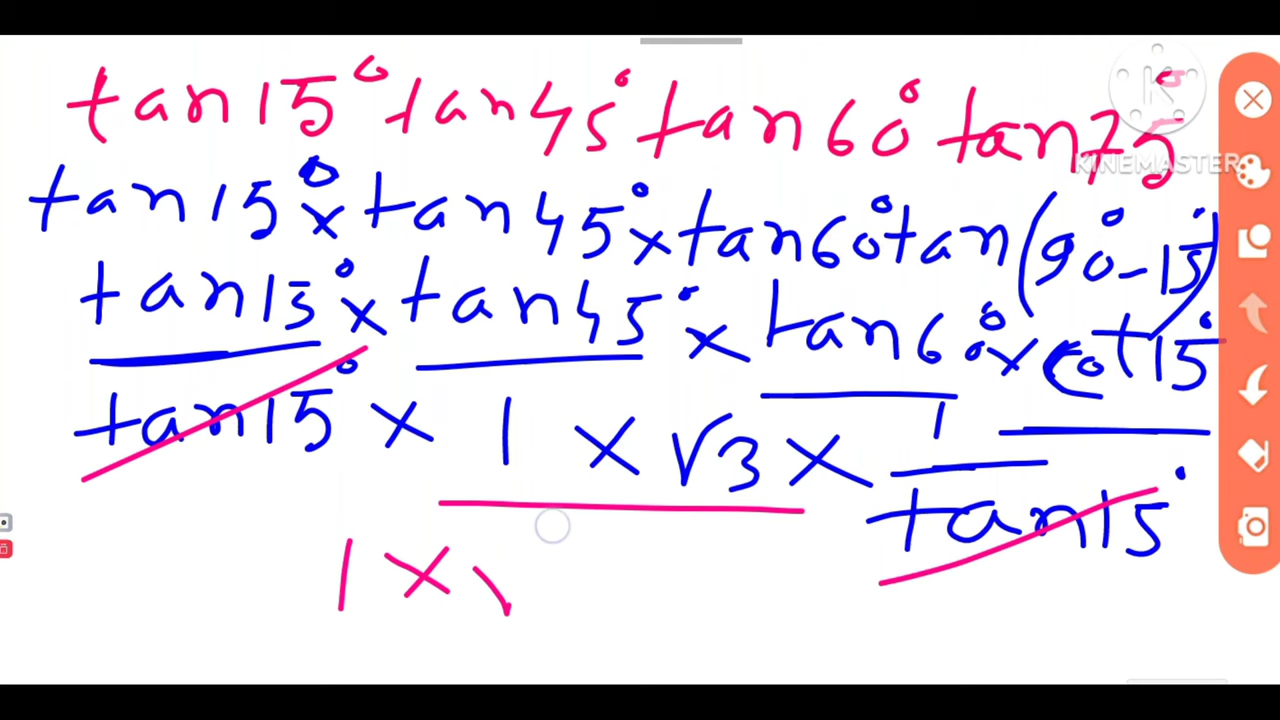 tan15° tan45° tan60° tan75°
KINEMASTER
tan15° × tan45° × tan60° tan(90°-15°)
tan15° × tan45° × tan60° × cot15°
tan15° × 1 × √3 × 1/tan15°
1 ×